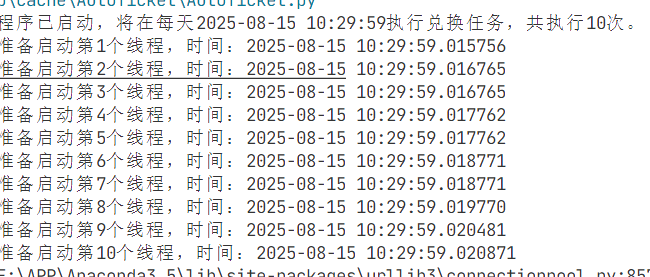 p\cache\AutoTicket\AutoTicket.py
程序已启动，将在每天2025-08-15 10:29:59执行兑换任务，共执行10次。
准备启动第1个线程，时间：2025-08-15 10:29:59.015756
准备启动第2个线程，时间：2025-08-15 10:29:59.016765
准备启动第3个线程，时间：2025-08-15 10:29:59.016765
准备启动第4个线程，时间：2025-08-15 10:29:59.017762
准备启动第5个线程，时间：2025-08-15 10:29:59.017762
准备启动第6个线程，时间：2025-08-15 10:29:59.018771
准备启动第7个线程，时间：2025-08-15 10:29:59.018771
准备启动第8个线程，时间：2025-08-15 10:29:59.019770
准备启动第9个线程，时间：2025-08-15 10:29:59.020481
准备启动第10个线程，时间：2025-08-15 10:29:59.020871
E:\APP\Anaconda3.5\lib\site-packages\urllib3\connectionpool.py:857